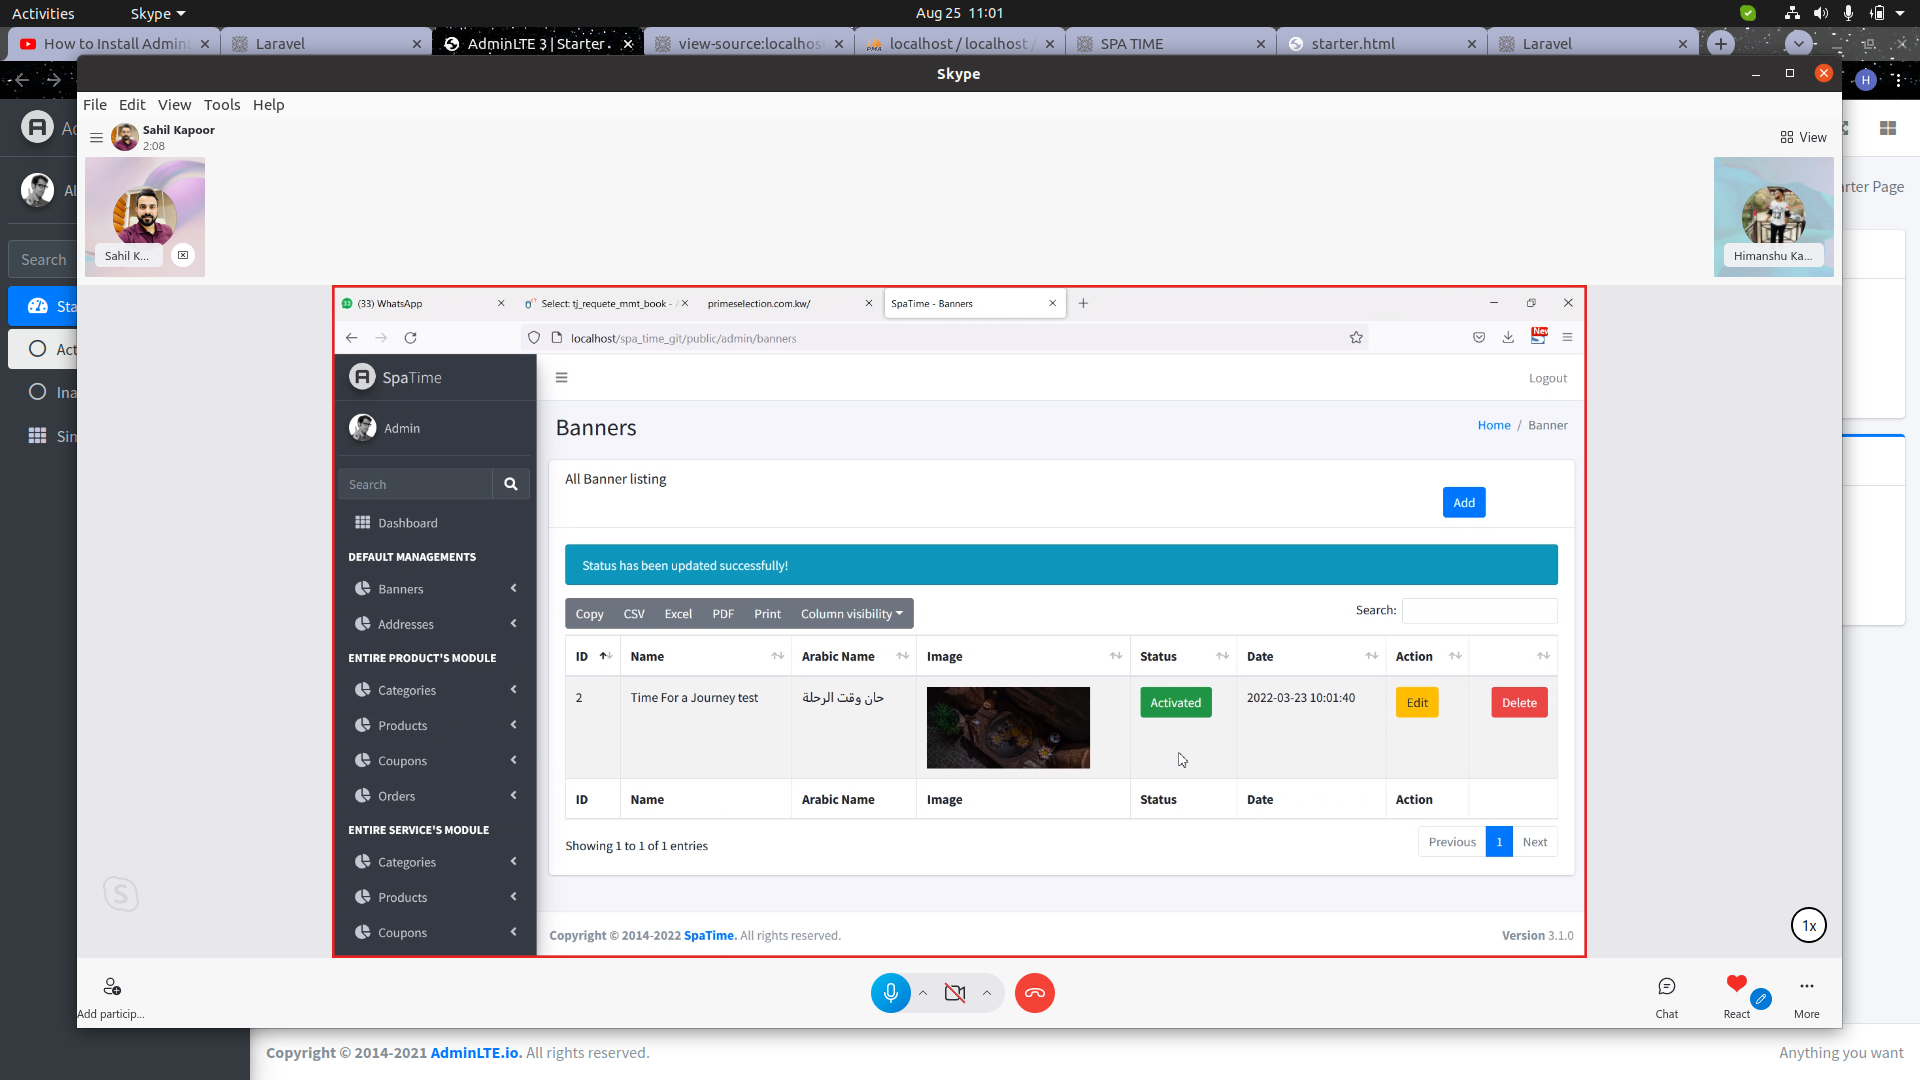 Activities
Skype
Aug 25 11:01
How to Install Admin
Laravel
AdminLTE 3 | Starter
view-source:localhos
localhost / localhost /
SPA TIME
starter.html
Laravel
Skype
H
File Edit View Tools Help
Sahil Kapoor
2:08
View
Sahil K...
Himanshu Ka...
Search
Sta
Act
Ina
Sin
rter Page
(33) WhatsApp
Select: tj_requete_mmt_book -
primeselection.com.kw/
SpaTime - Banners
localhost/spa_time_git/public/admin/banners
New
SpaTime
Logout
Admin
Banners
Home / Banner
Search
All Banner listing
Add
Dashboard
DEFAULT MANAGEMENTS
Banners
Addresses
ENTIRE PRODUCT'S MODULE
Categories
Products
Coupons
Orders
ENTIRE SERVICE'S MODULE
Categories
Products
Coupons
Status has been updated successfully!
Copy CSV Excel PDF Print Column visibility
Search:
ID Name Arabic Name Image Status Date Action
2 Time For a Journey test حان وقت الرحلة Activated 2022-03-23 10:01:40 Edit Delete
ID Name Arabic Name Image Status Date Action
Showing 1 to 1 of 1 entries
Previous 1 Next
Copyright © 2014-2022 SpaTime. All rights reserved.
Version 3.1.0
1x
Add particip...
Chat
React
More
Copyright © 2014-2021 AdminLTE.io. All rights reserved.
Anything you want